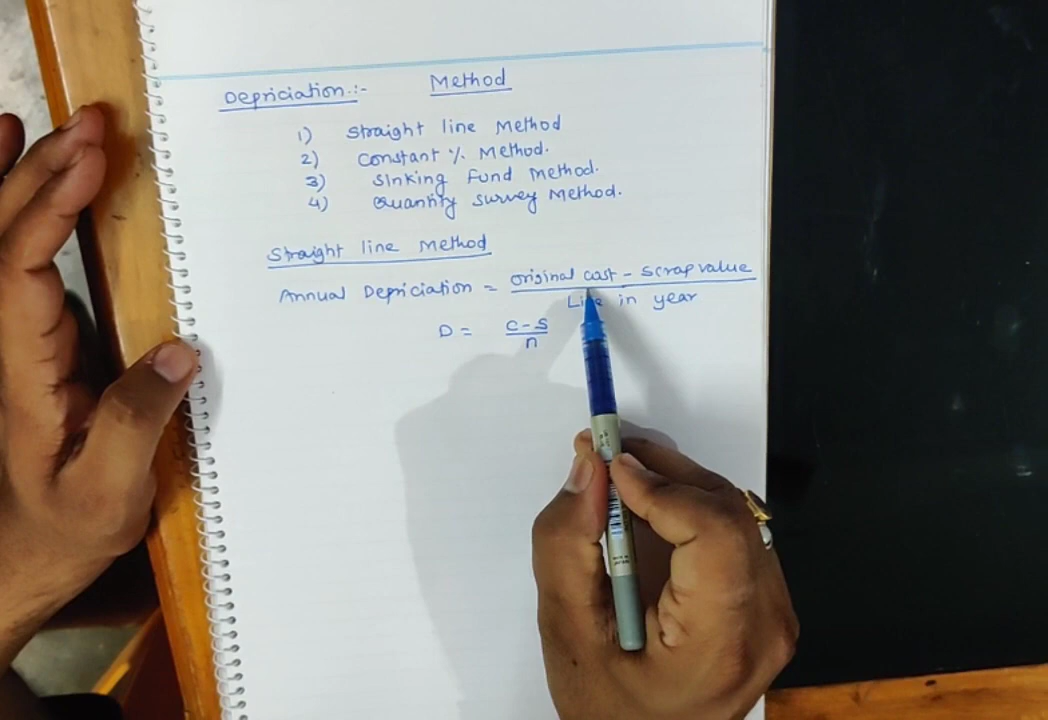 Depriciation :- Method
1) Straight line Method
2) Constant % Method.
3) Sinking Fund Method.
4) Quantity survey Method.
Straight line Method
Annual Depriciation = Original cost - Scrap value
in year
D = C - S
n